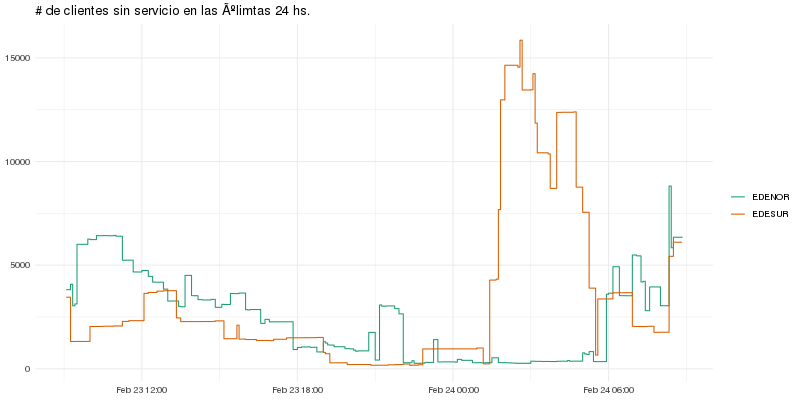 # de clientes sin servicio en las Ãºlimtas 24 hs.
15000
10000
5000
0
Feb 23 12:00
Feb 23 18:00
Feb 24 00:00
Feb 24 06:00
EDENOR
EDESUR